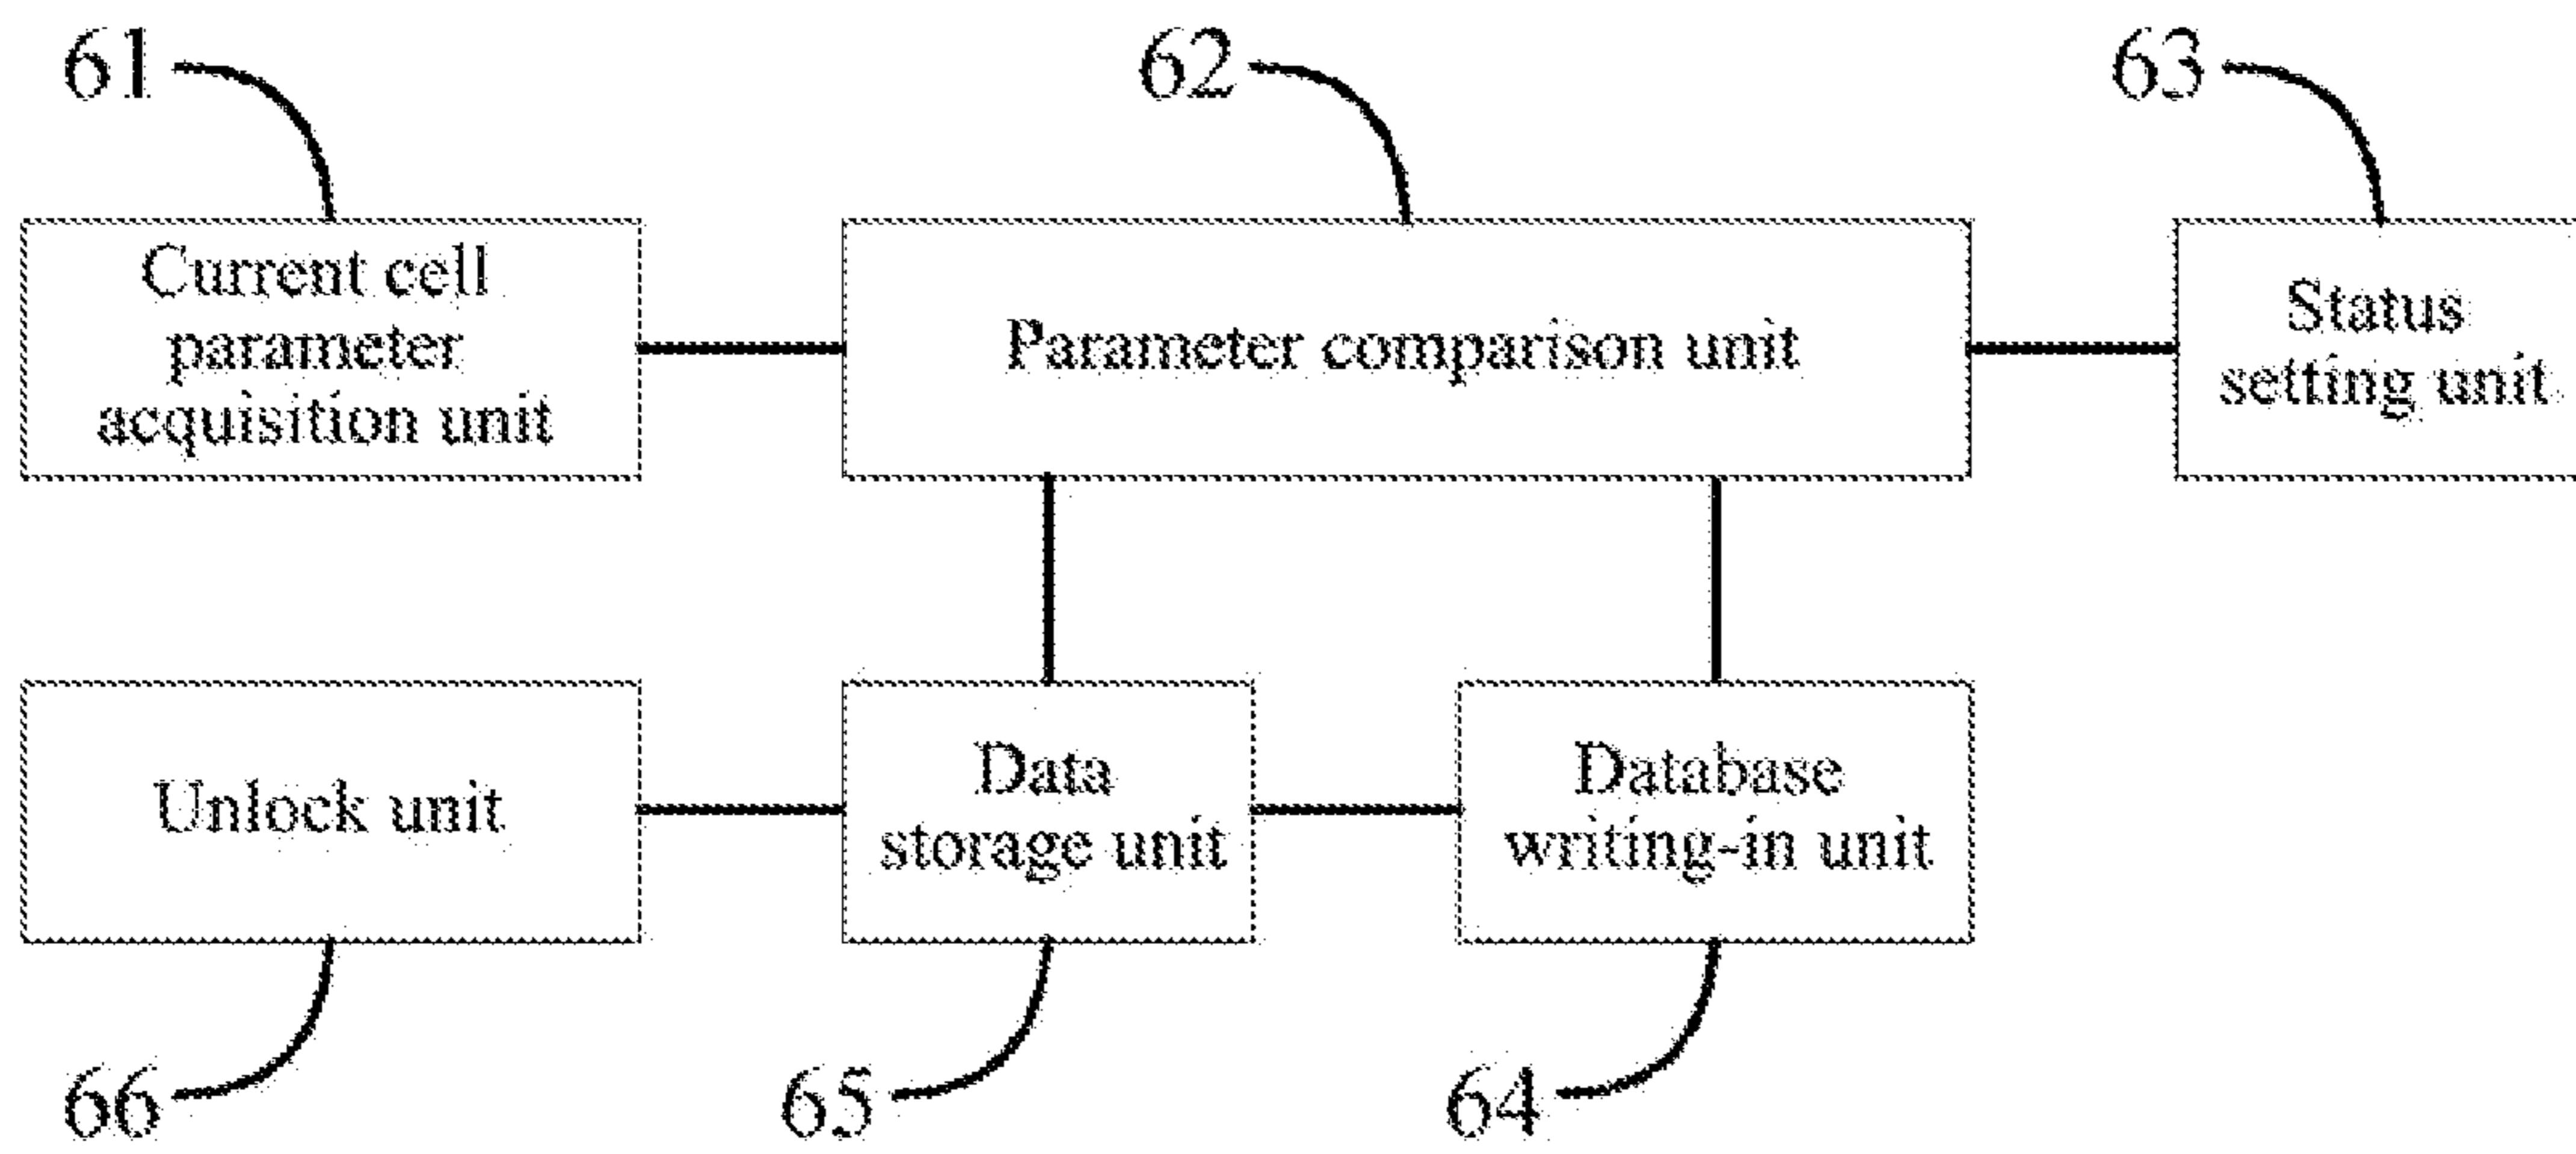 61
62
63
Current cell
parameter
acquisition unit
Parameter comparison unit
Status
setting unit
Unlock unit
Data
storage unit
Database
writing-in unit
66
65
64